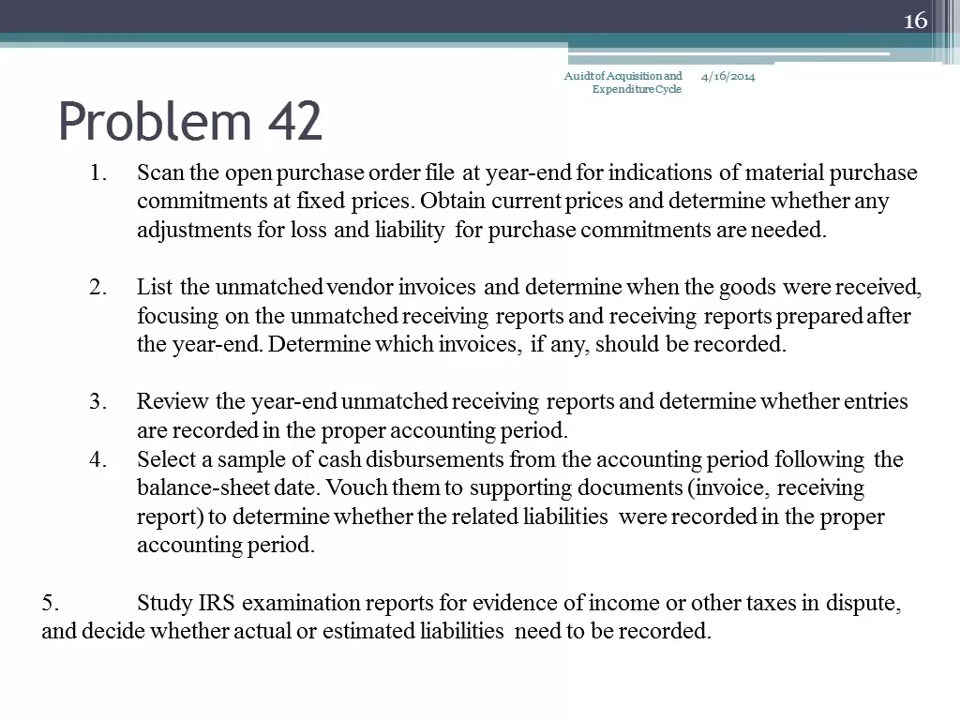 16
Auidt of Acquisition and 4/16/2014
Expenditure Cycle
Problem 42
1. Scan the open purchase order file at year-end for indications of material purchase
commitments at fixed prices. Obtain current prices and determine whether any
adjustments for loss and liability for purchase commitments are needed.
2. List the unmatched vendor invoices and determine when the goods were received,
focusing on the unmatched receiving reports and receiving reports prepared after
the year-end. Determine which invoices, if any, should be recorded.
3. Review the year-end unmatched receiving reports and determine whether entries
are recorded in the proper accounting period.
4. Select a sample of cash disbursements from the accounting period following the
balance-sheet date. Vouch them to supporting documents (invoice, receiving
report) to determine whether the related liabilities were recorded in the proper
accounting period.
5. Study IRS examination reports for evidence of income or other taxes in dispute,
and decide whether actual or estimated liabilities need to be recorded.